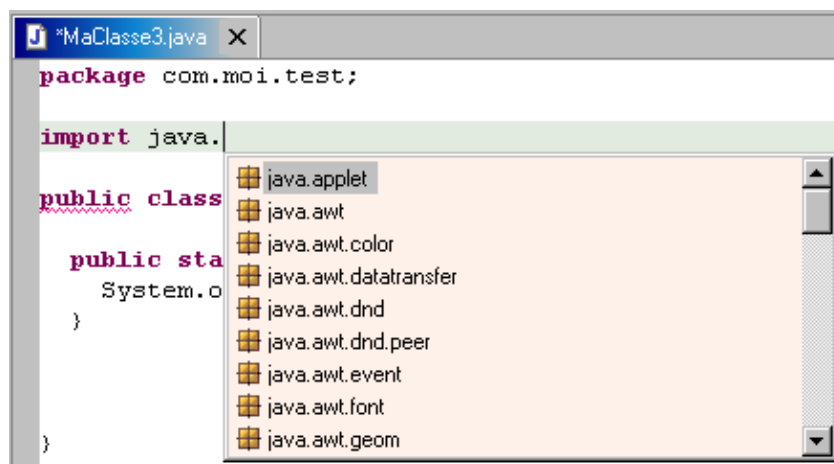 *MaClasse3.java
package com.moi.test;
import java.
java.applet
public class
java.awt
java.awt.color
public sta
java.awt.datatransfer
System.o
java.awt.dnd
}
java.awt.dnd.peer
java.awt.event
java.awt.font
}
java.awt.geom